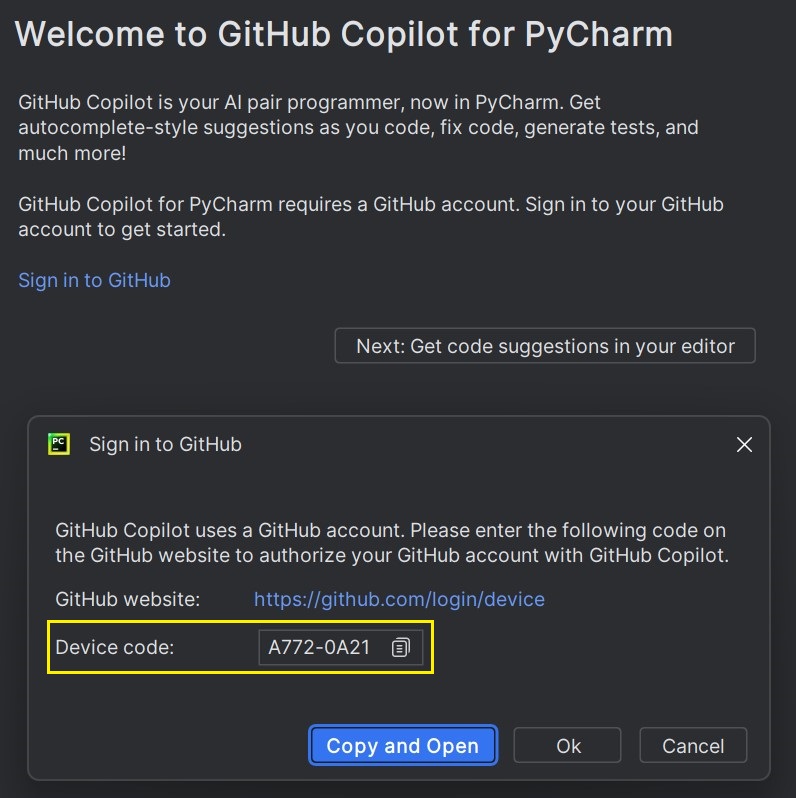 Welcome to GitHub Copilot for PyCharm
GitHub Copilot is your AI pair programmer, now in PyCharm. Get
autocomplete-style suggestions as you code, fix code, generate tests, and
much more!
GitHub Copilot for PyCharm requires a GitHub account. Sign in to your GitHub
account to get started.
Sign in to GitHub
Next: Get code suggestions in your editor
PC
Sign in to GitHub
GitHub Copilot uses a GitHub account. Please enter the following code on
the GitHub website to authorize your GitHub account with GitHub Copilot.
GitHub website: https://github.com/login/device
Device code: A772-0A21
Copy and Open Ok Cancel